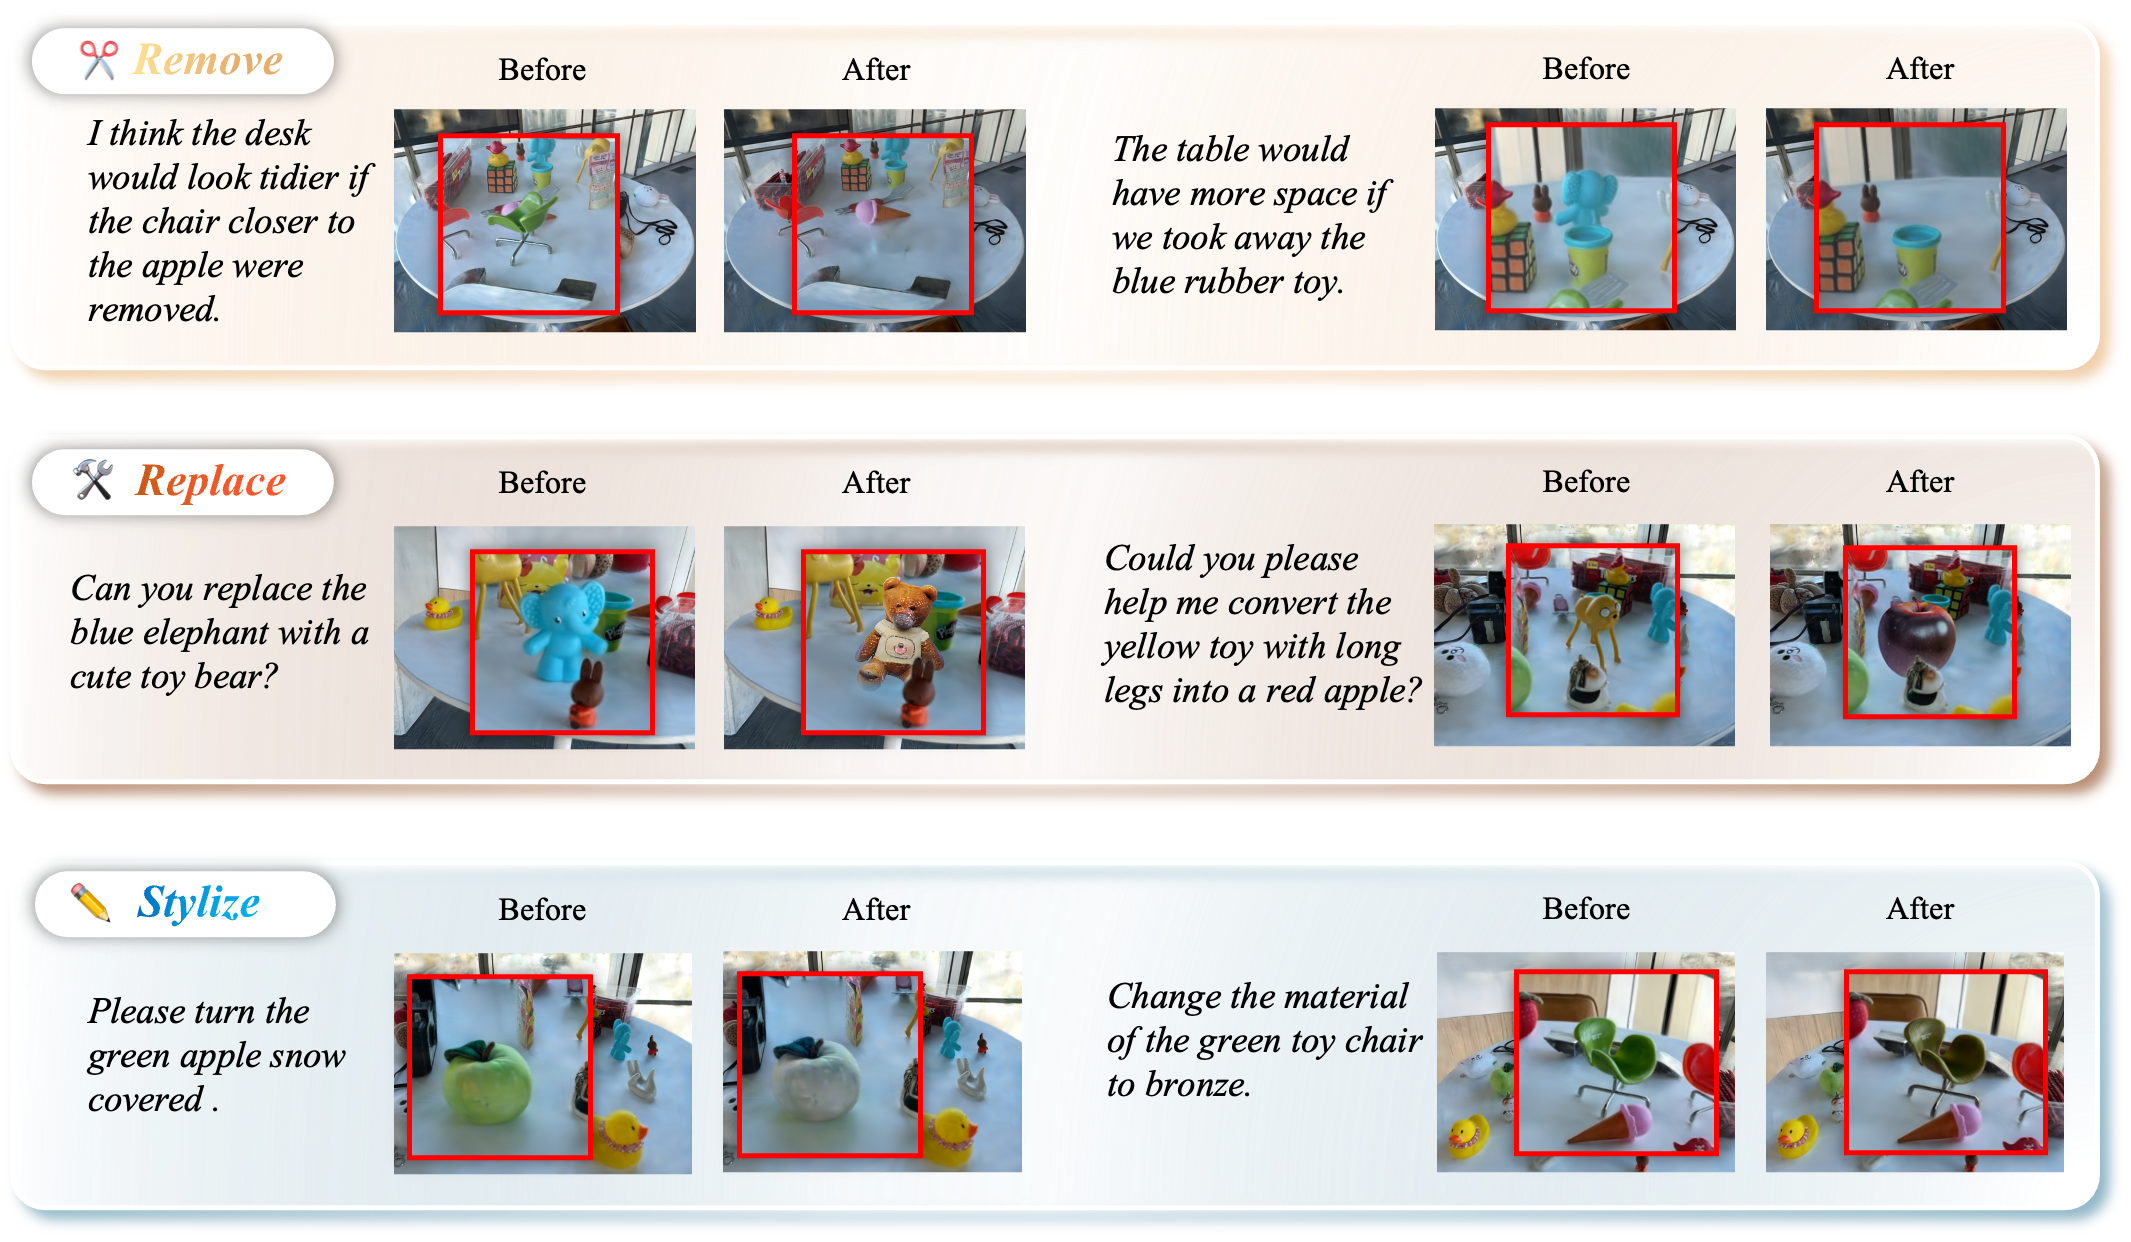 Remove
Before
After
I think the desk
would look tidier if
the chair closer to
the apple were
removed.
Before
After
The table would
have more space if
we took away the
blue rubber toy.
Replace
Before
After
Can you replace the
blue elephant with a
cute toy bear?
Before
After
Could you please
help me convert the
yellow toy with long
legs into a red apple?
Stylize
Before
After
Please turn the
green apple snow
covered .
Before
After
Change the material
of the green toy chair
to bronze.